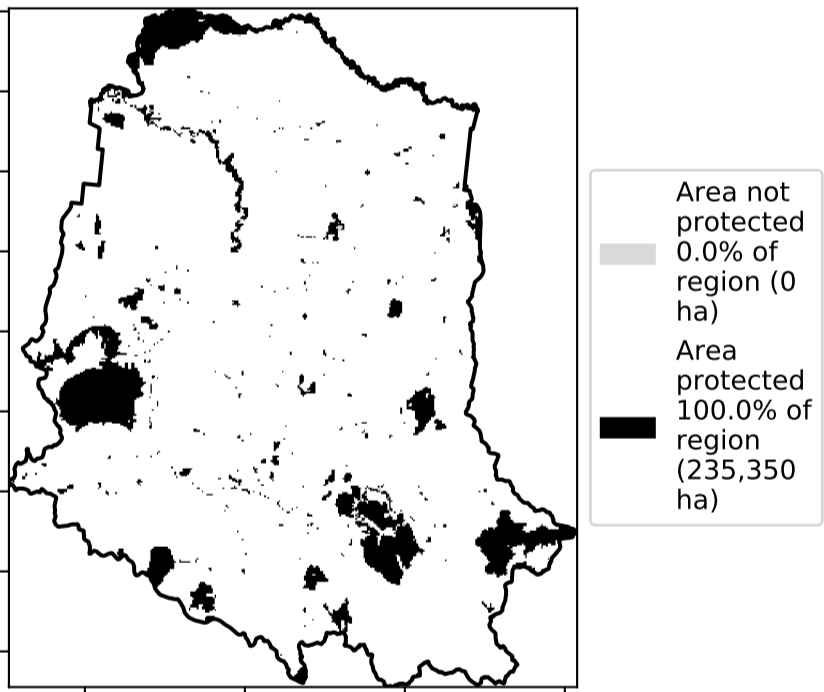 Area not
protected
0.0% of
region (0
ha)
Area
protected
100.0% of
region
(235,350
ha)